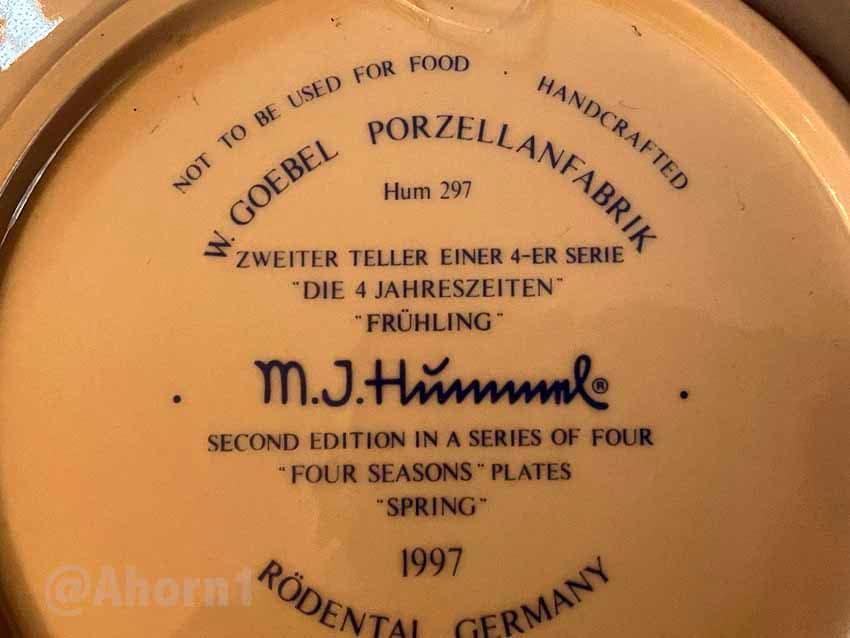 NOT TO BE USED FOR FOOD · HANDCRAFTED
W. GOEBEL PORZELLANFABRIK
Hum 297
ZWEITER TELLER EINER 4-ER SERIE
"DIE 4 JAHRESZEITEN"
"FRÜHLING"
· M.J.Hummel® ·
SECOND EDITION IN A SERIES OF FOUR
"FOUR SEASONS" PLATES
"SPRING"
1997
RÖDENTAL GERMANY
@Ahorn1